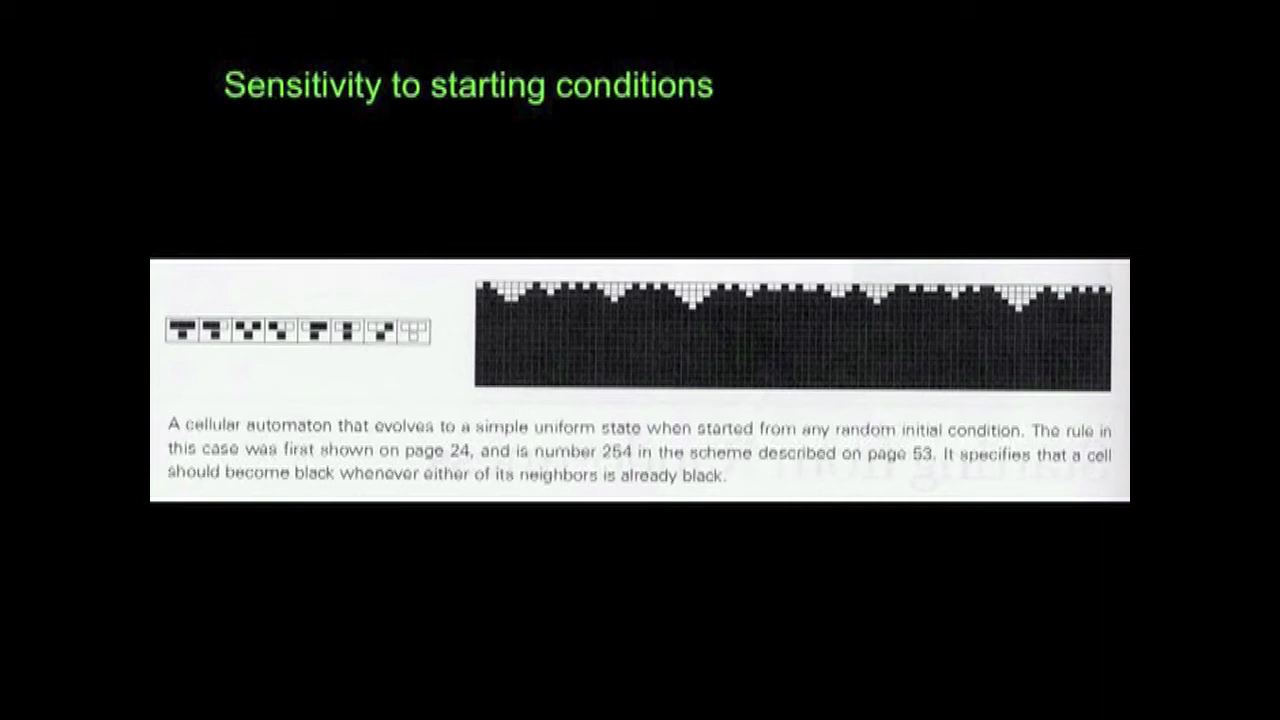 Sensitivity to starting conditions
A cellular automaton that evolves to a simple uniform state when started from any random initial condition. The rule in
this case was first shown on page 24, and is number 254 in the scheme described on page 53. It specifies that a cell
should become black whenever either of its neighbors is already black.